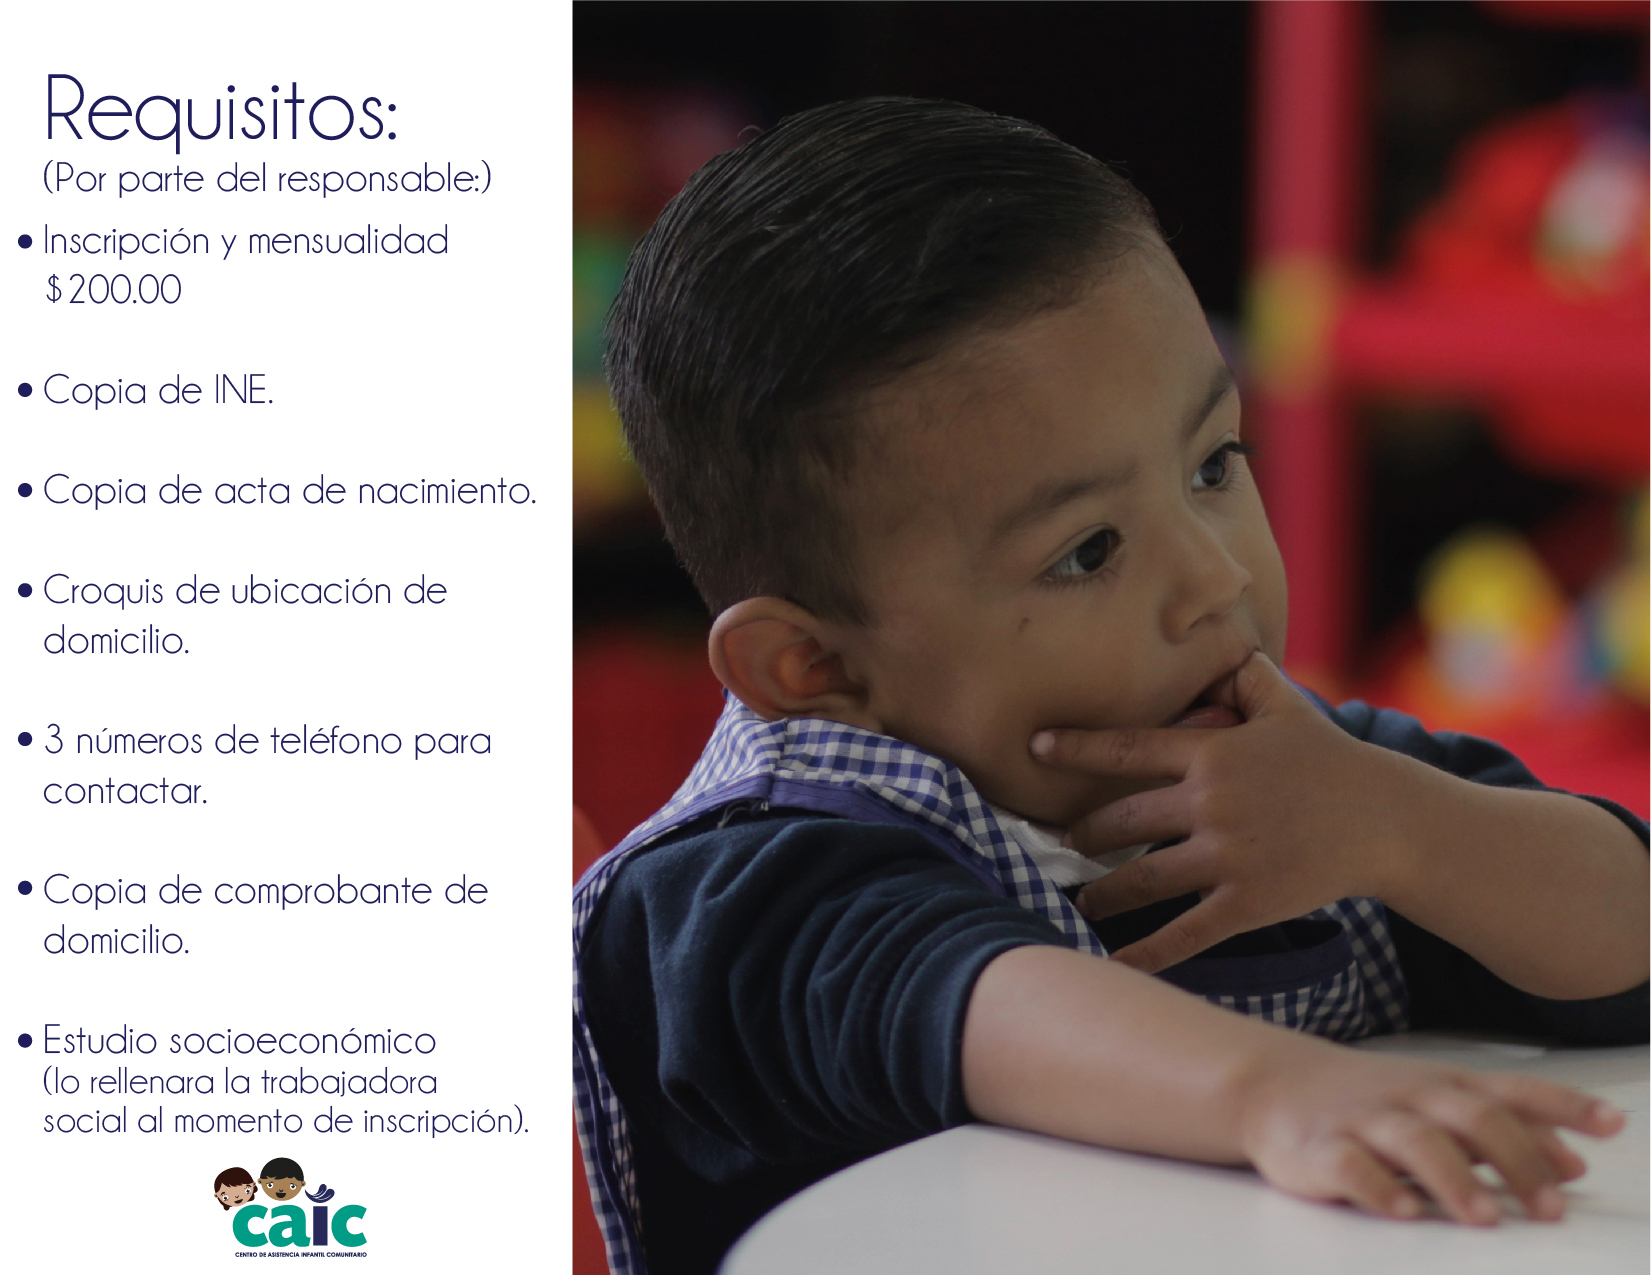 Requisitos:
(Por parte del responsable:)
• Inscripción y mensualidad
$200.00
• Copia de INE.
• Copia de acta de nacimiento.
• Croquis de ubicación de
domicilio.
• 3 números de teléfono para
contactar.
• Copia de comprobante de
domicilio.
• Estudio socioeconómico
(lo rellenara la trabajadora
social al momento de inscripción).
caic
CENTRO DE ASISTENCIA INFANTIL COMUNITARIO